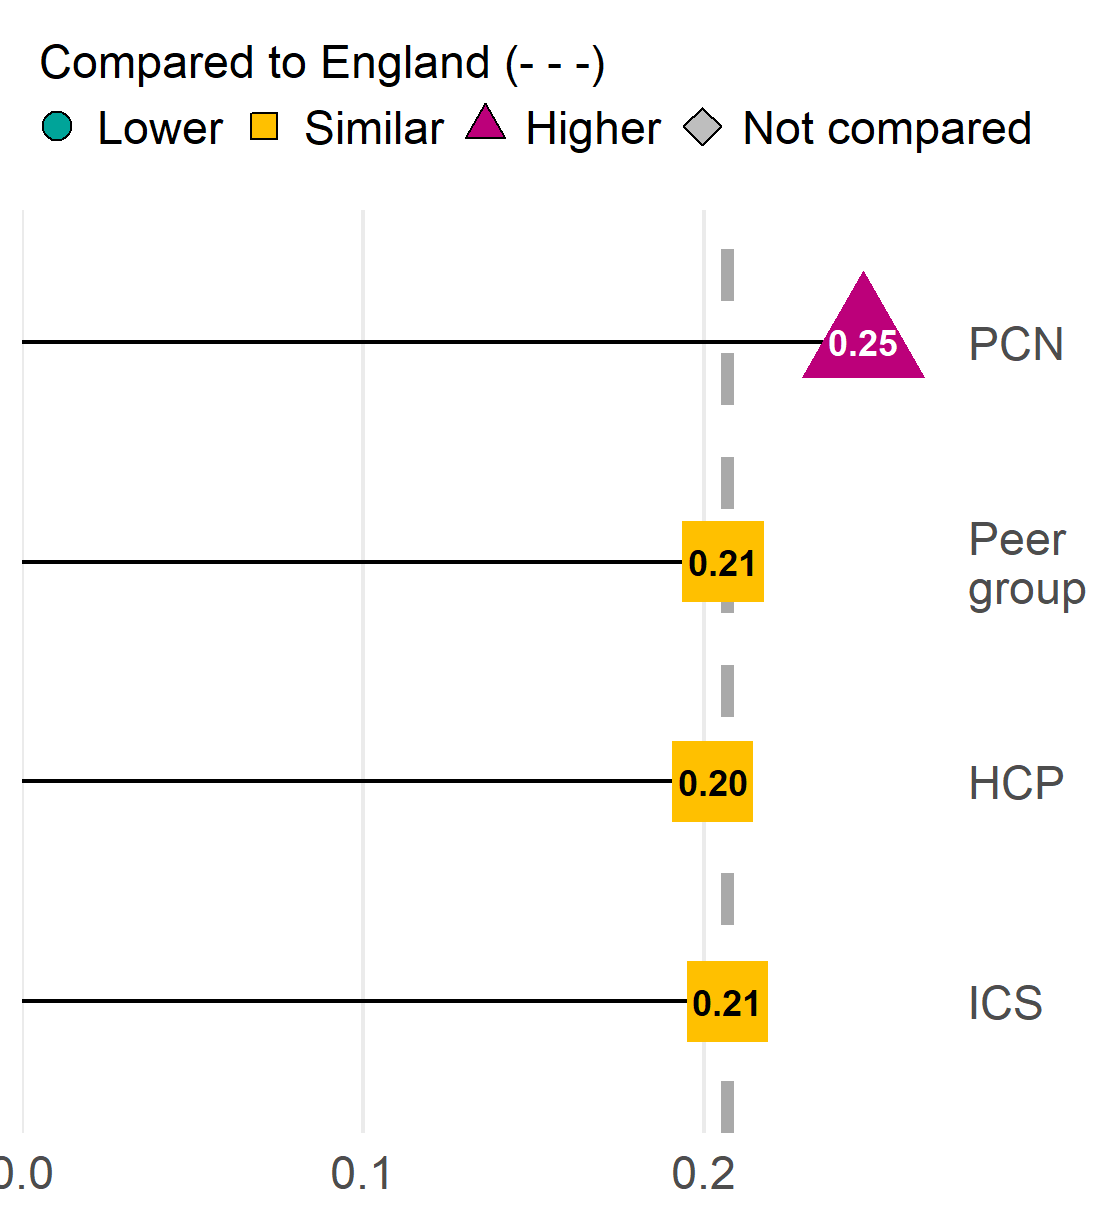 Compared to England (- - -)
Lower Similar Higher Not compared
0.25 PCN
Peer
0.21 group
0.20 HCP
0.21 ICS
0.0 0.1 0.2